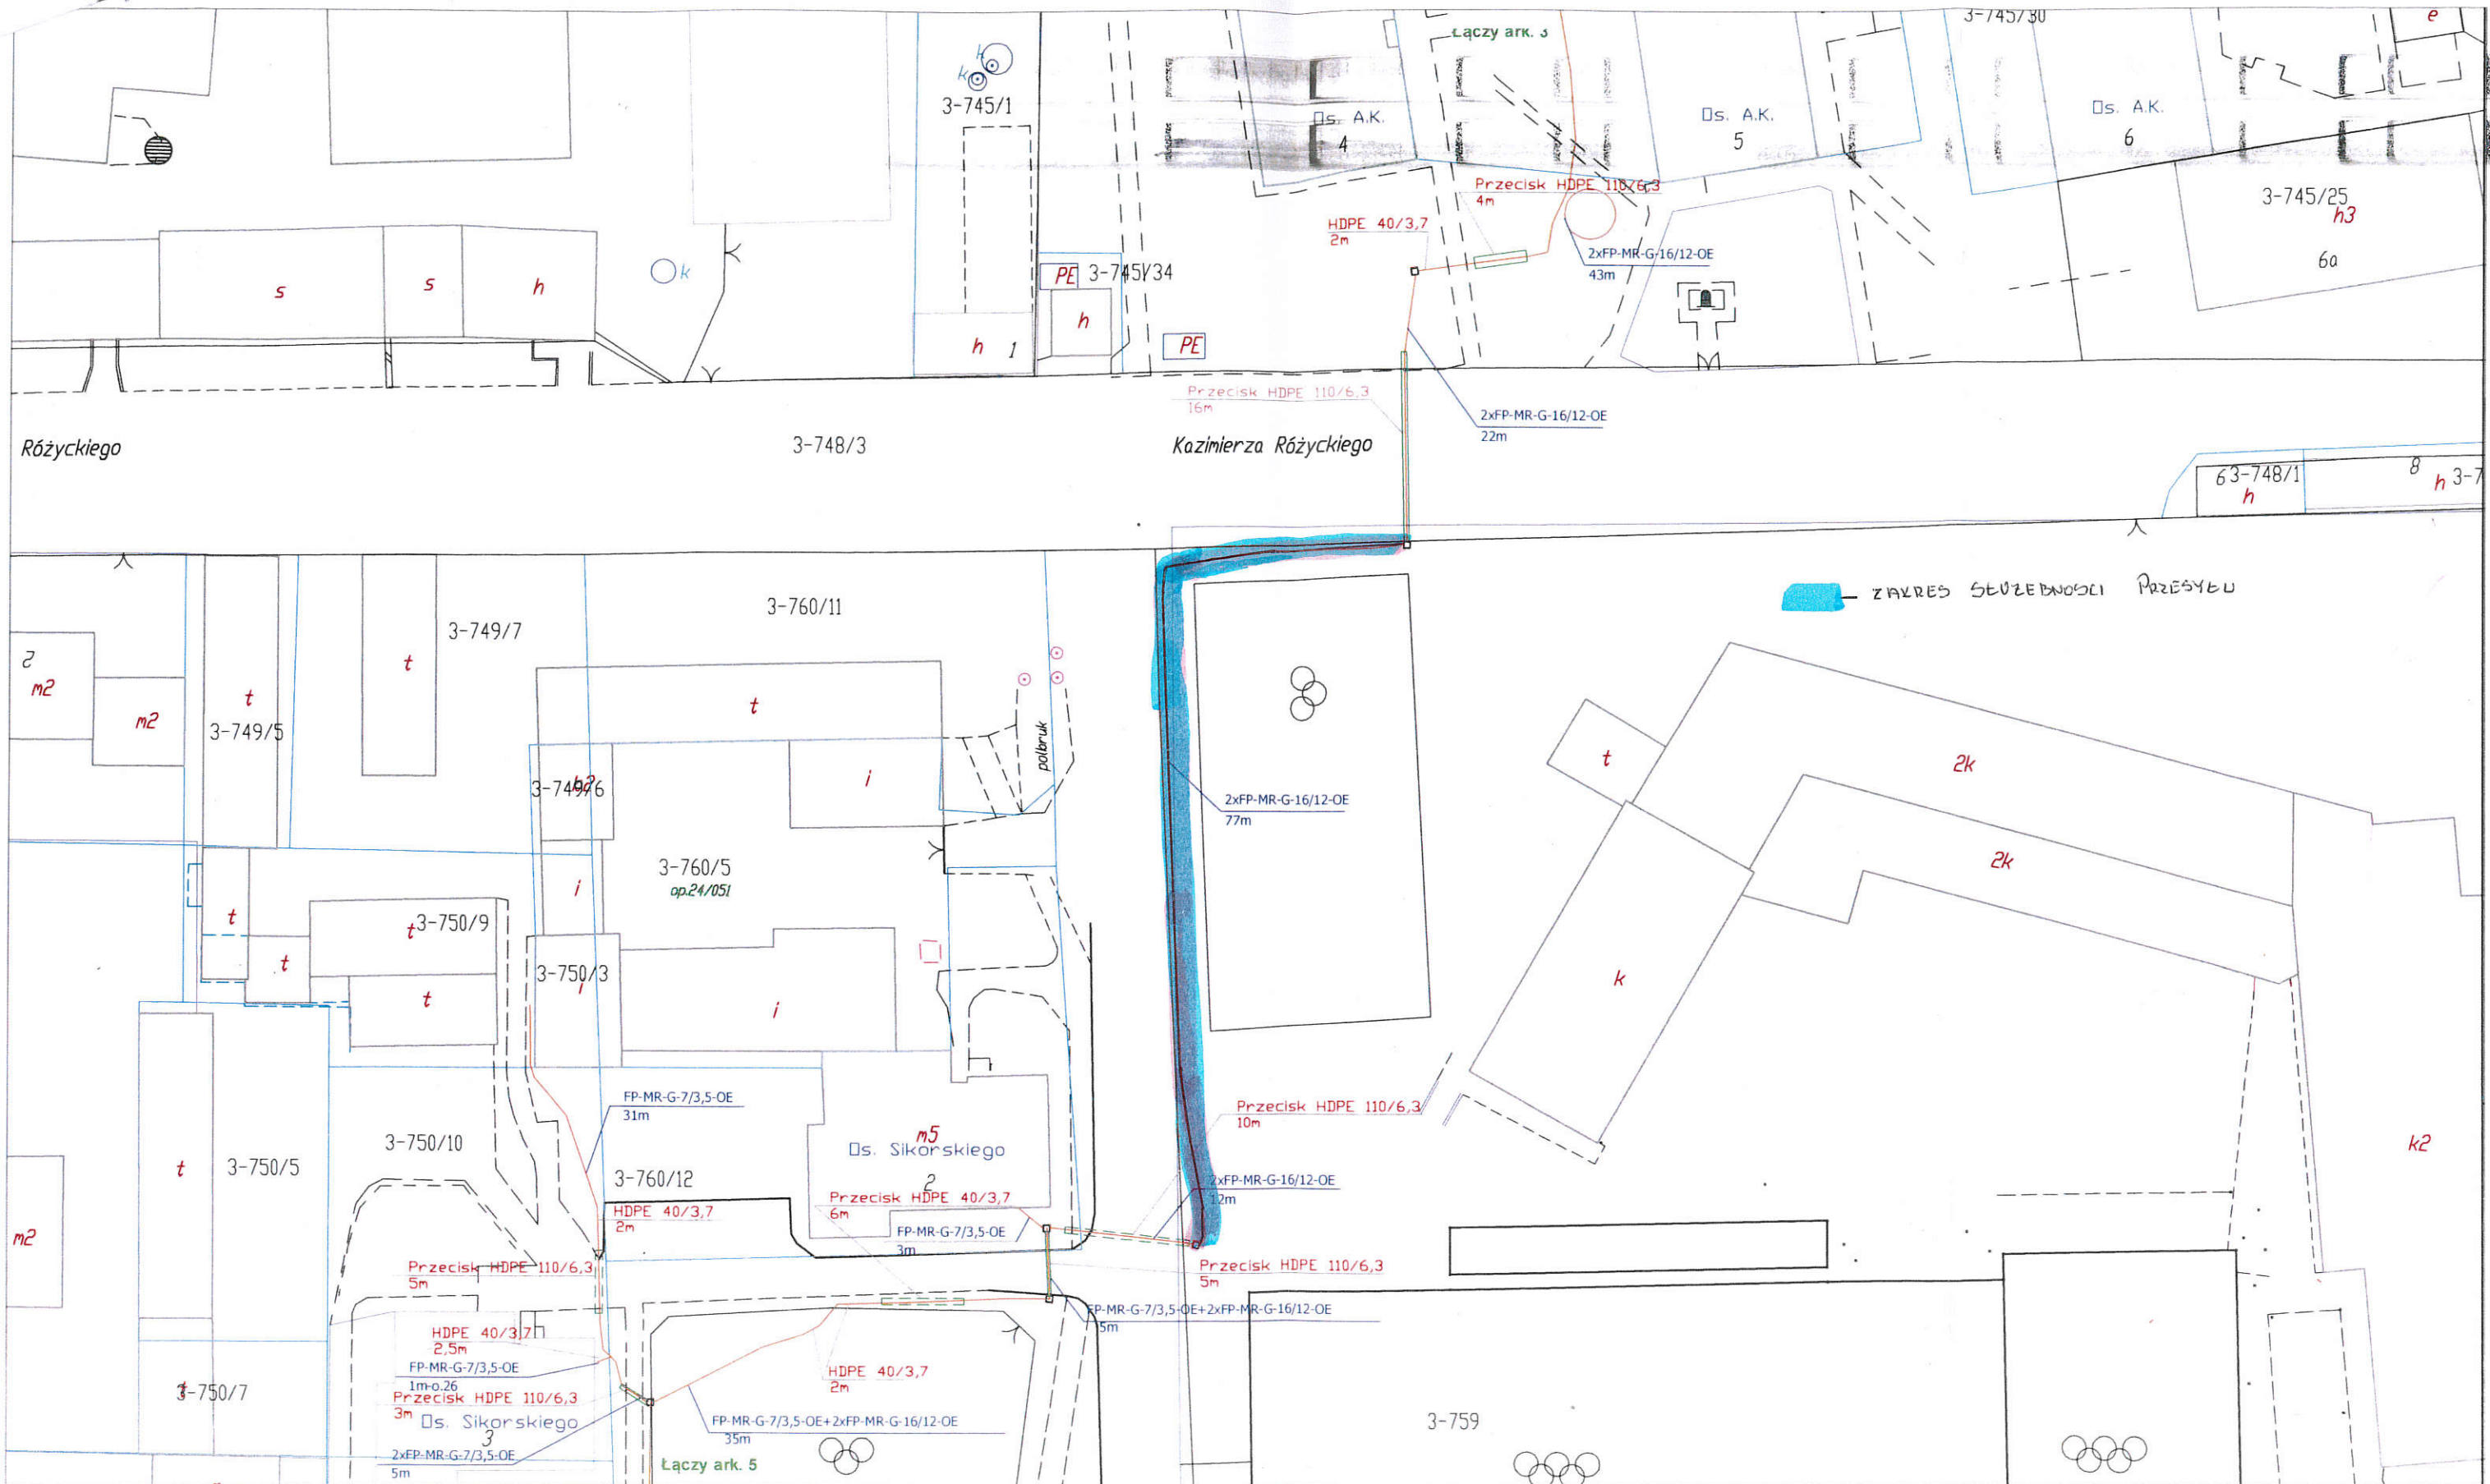 3-745/30
e
Łączy ark. 3
k
k
3-745/1
Os. A.K.
4
Os. A.K.
5
Os. A.K.
6
Przecisk HDPE 110/6,3
4m
3-745/25
h3
6a
HDPE 40/3,7
2m
2xFP-MR-G-16/12-OE
43m
s
s
h
k
PE
3-745/34
h
h
1
PE
Przecisk HDPE 110/6,3
16m
2xFP-MR-G-16/12-OE
22m
Różyckiego
3-748/3
Kazimierza Różyckiego
6
3-748/1
h
8
h
3-7
ZAKRES SŁUŻEBNOŚCI PRZESYŁU
3-760/11
3-749/7
t
2
m2
m2
t
3-749/5
t
polbruk
3-749/6
i
2xFP-MR-G-16/12-OE
77m
t
2k
2k
k
3-760/5
op.24/051
i
t
t
3-750/9
t
t
3-750/3
i
i
FP-MR-G-7/3,5-OE
31m
Przecisk HDPE 110/6,3
10m
3-750/10
m5
Os. Sikorskiego
2
t
3-750/5
3-760/12
k2
2xFP-MR-G-16/12-OE
12m
Przecisk HDPE 40/3,7
6m
HDPE 40/3,7
2m
FP-MR-G-7/3,5-OE
3m
m2
Przecisk HDPE 110/6,3
5m
Przecisk HDPE 110/6,3
5m
FP-MR-G-7/3,5-OE+2xFP-MR-G-16/12-OE
5m
HDPE 40/3,7
2,5m
FP-MR-G-7/3,5-OE
1m-o.26
HDPE 40/3,7
2m
t
3-750/7
Przecisk HDPE 110/6,3
3m
Os. Sikorskiego
3
FP-MR-G-7/3,5-OE+2xFP-MR-G-16/12-OE
35m
3-759
2xFP-MR-G-7/3,5-OE
5m
Łączy ark. 5